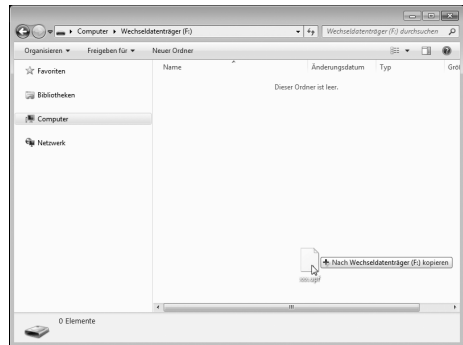 Computer ▸ Wechseldatenträger (F:)
Wechseldatenträger (F:) durchsuchen
Organisieren ▾ Freigeben für ▾ Neuer Ordner
Name Änderungsdatum Typ Größ
Favoriten
Dieser Ordner ist leer.
Bibliotheken
Computer
Netzwerk
Nach Wechseldatenträger (F:) kopieren
0 Elemente